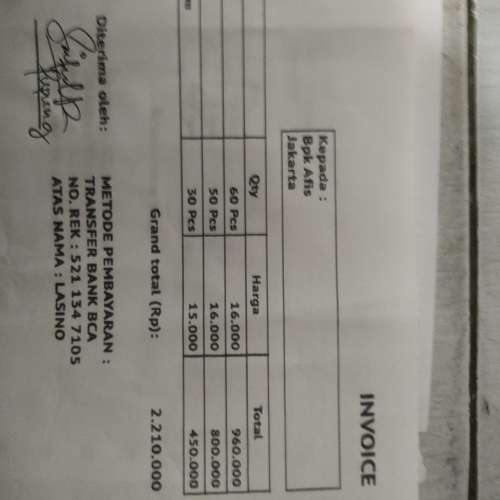 INVOICE
Kepada :
Bpk Afis
Jakarta
Qty Harga Total
60 Pcs 16.000 960.000
50 Pcs 16.000 800.000
30 Pcs 15.000 450.000
Grand total (Rp): 2.210.000
Diterima oleh:
METODE PEMBAYARAN :
TRANSFER BANK BCA
NO. REK : 521 134 7105
ATAS NAMA : LASINO